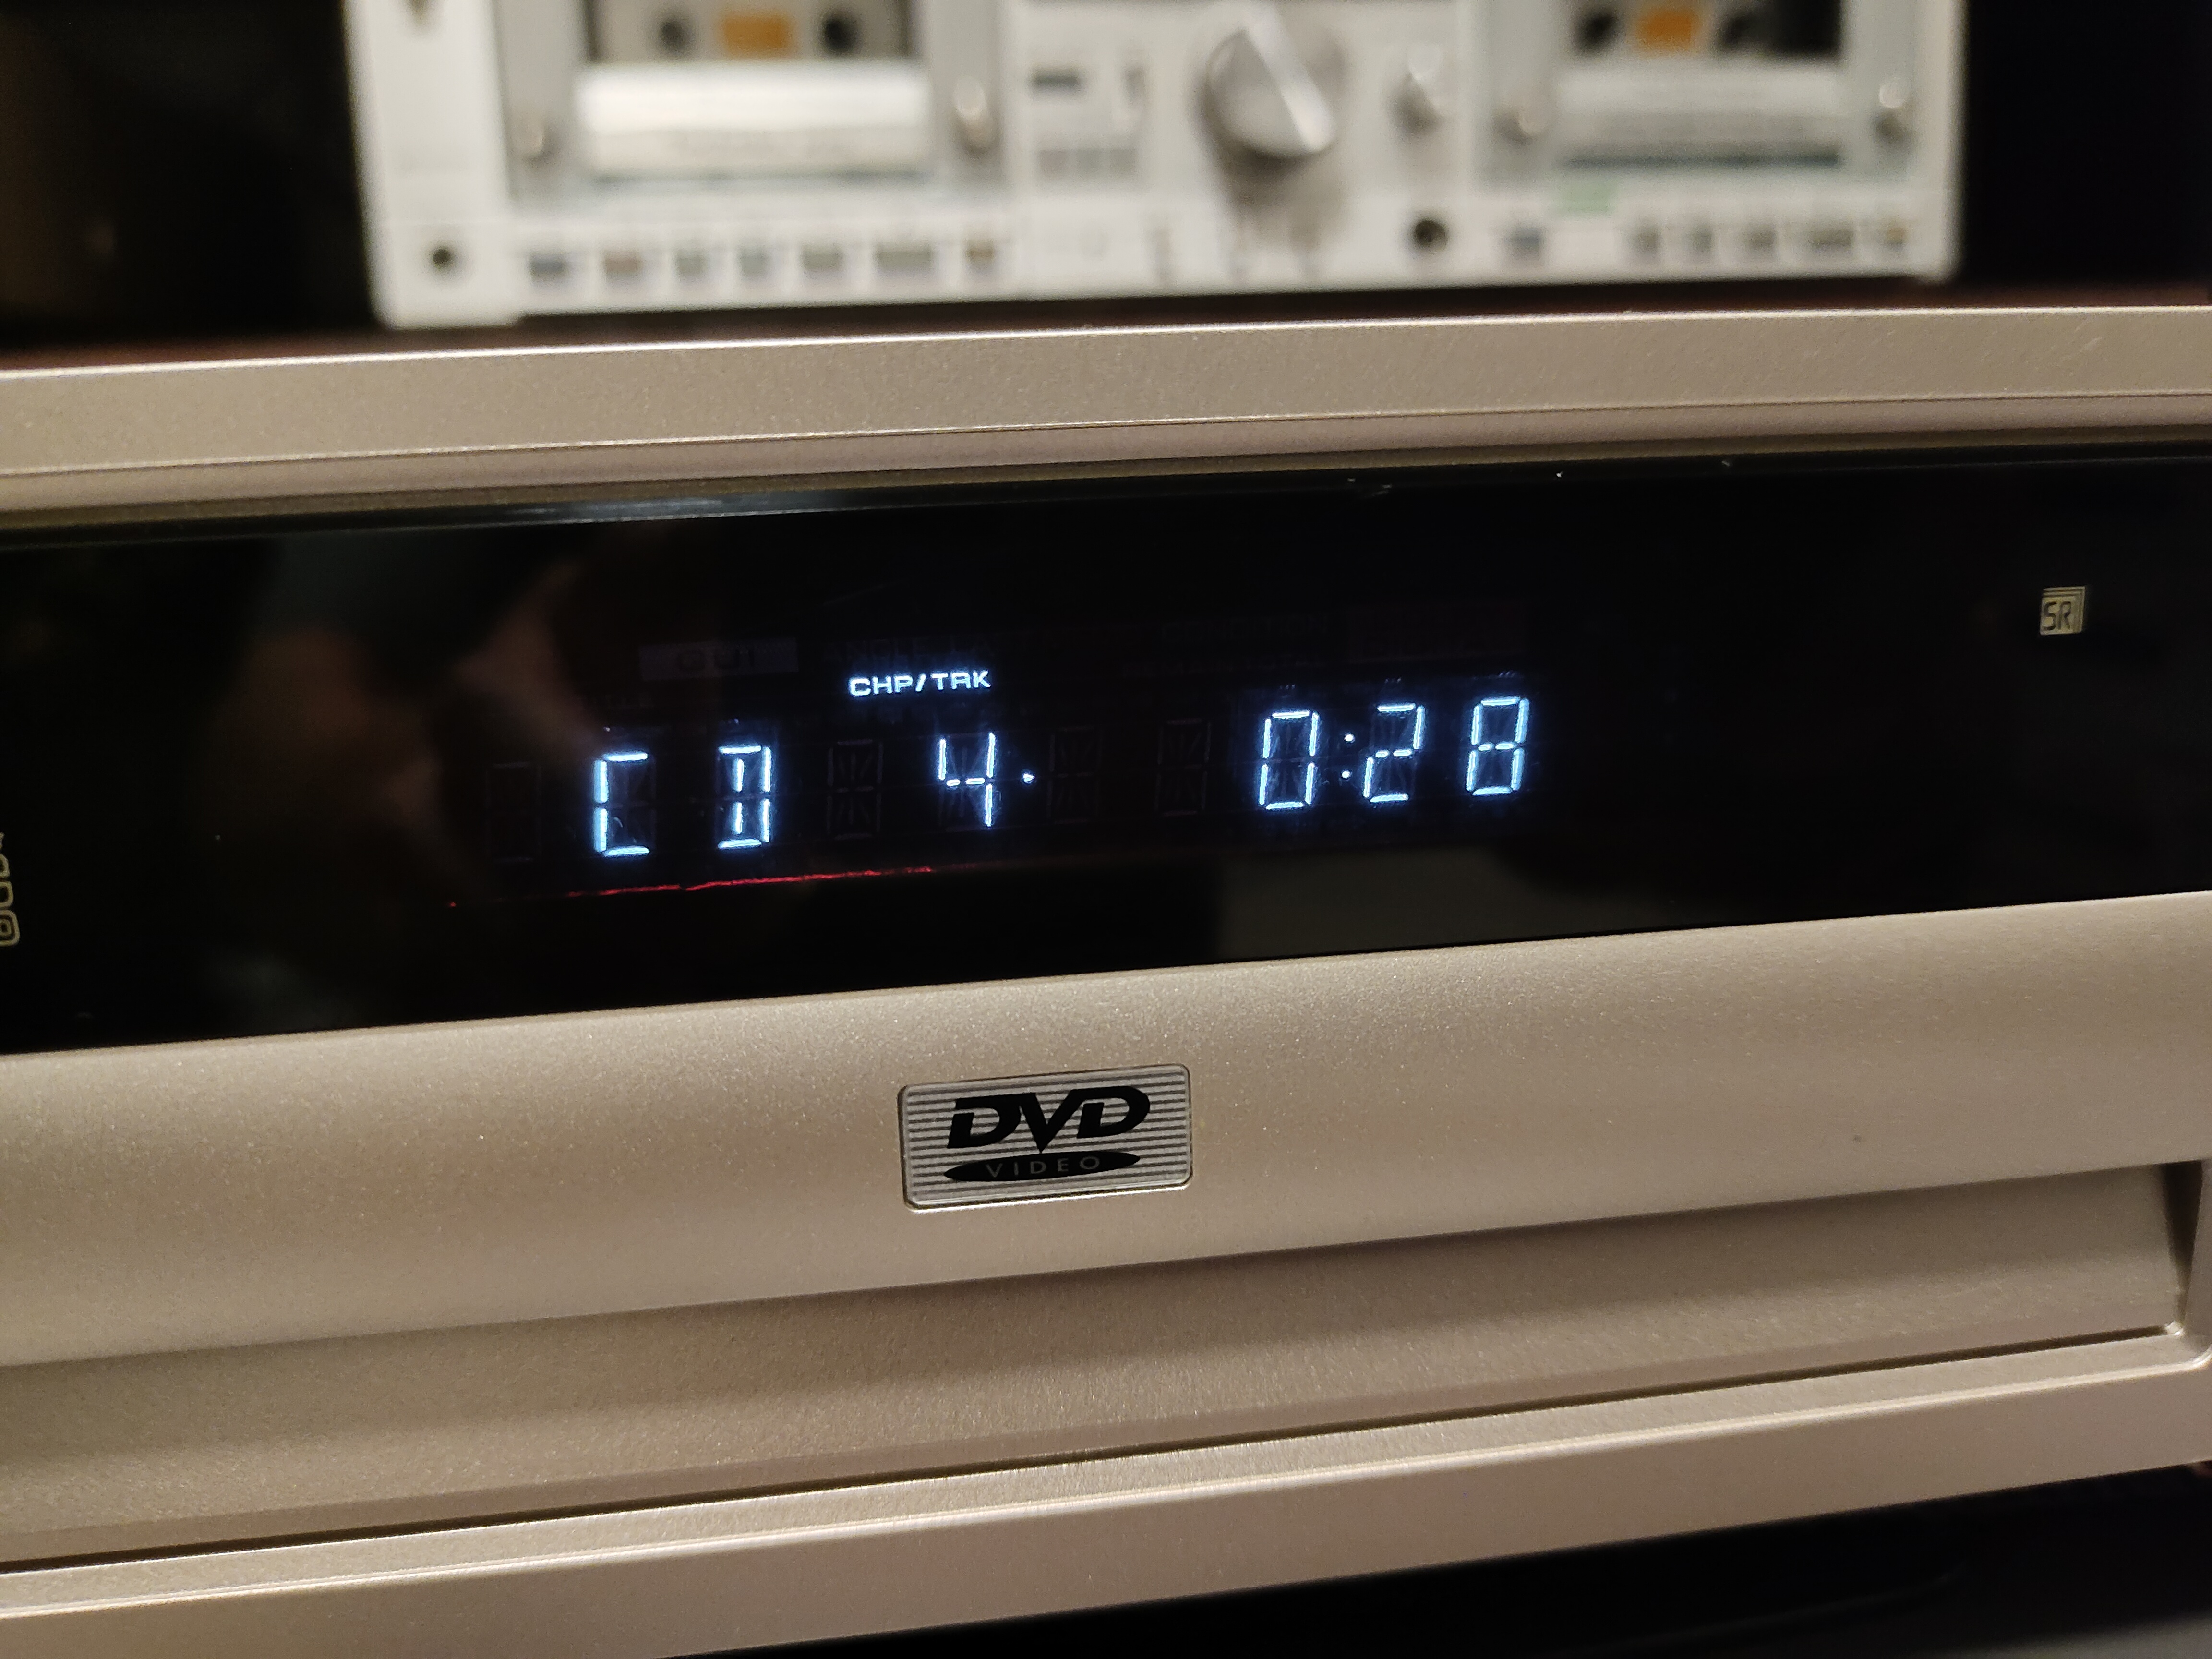 SR
CHP/TRK
CD 4. 0:28
DVD
VIDEO